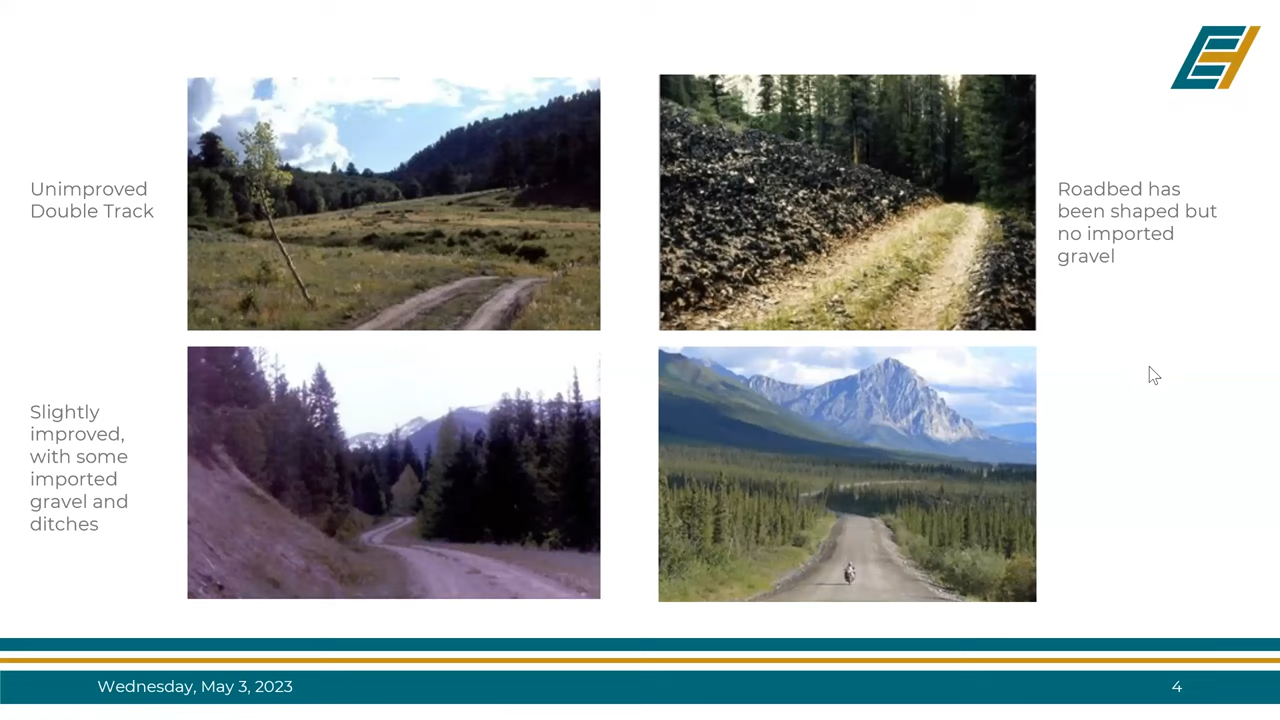 Unimproved
Double Track
Roadbed has
been shaped but
no imported
gravel
Slightly
improved,
with some
imported
gravel and
ditches
Wednesday, May 3, 2023
4